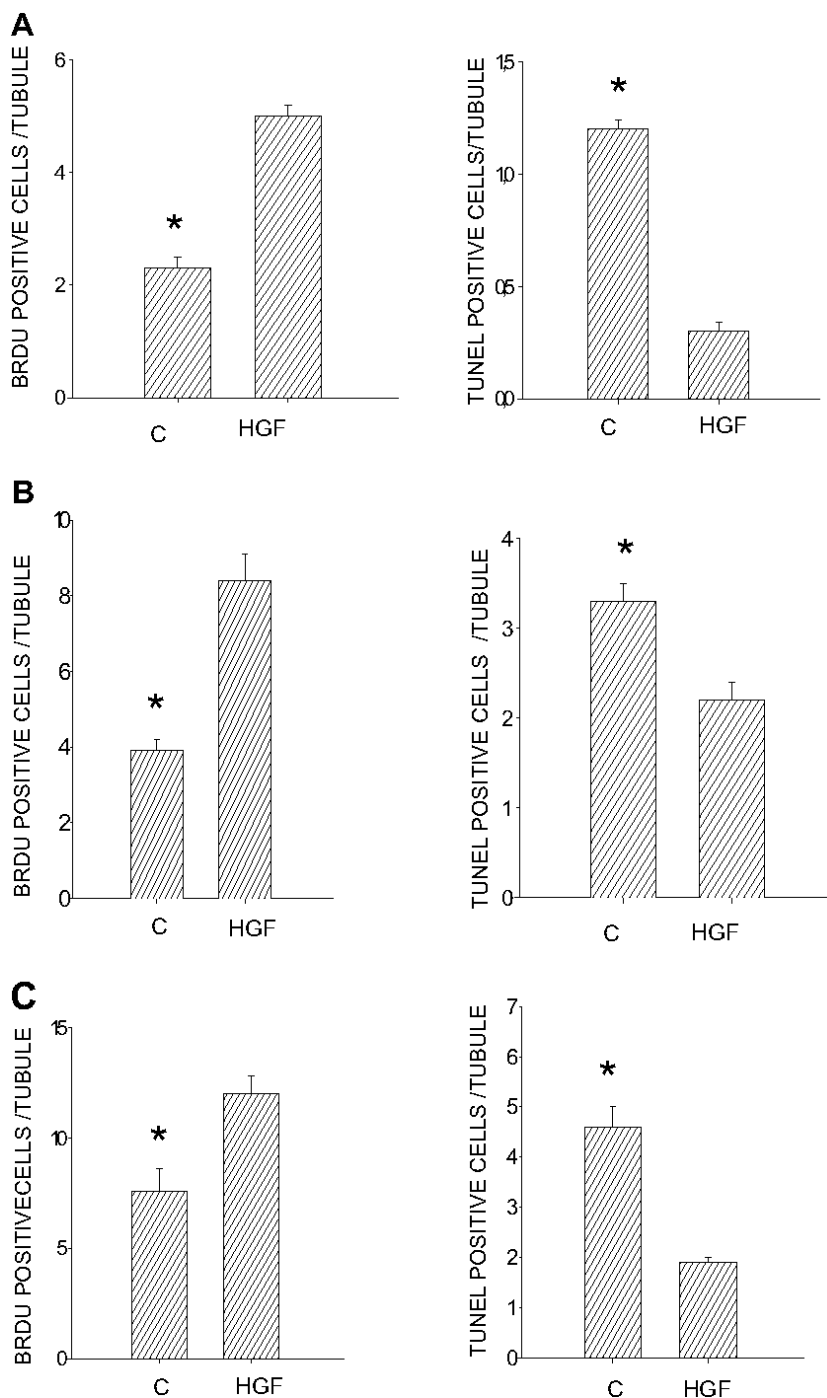 A
BRDU POSITIVE CELLS /TUBULE
6
4
2
0
*
C HGF
TUNEL POSITIVE CELLS/TUBULE
1,5
1,0
0,5
0,0
*
C HGF
B
BRDU POSITIVE CELLS /TUBULE
10
8
6
4
2
0
*
C HGF
TUNEL POSITIVE CELLS /TUBULE
4
3
2
1
0
*
C HGF
C
BRDU POSITIVECELLS /TUBULE
15
10
5
0
*
C HGF
TUNEL POSITIVE CELLS /TUBULE
7
6
5
4
3
2
1
0
*
C HGF